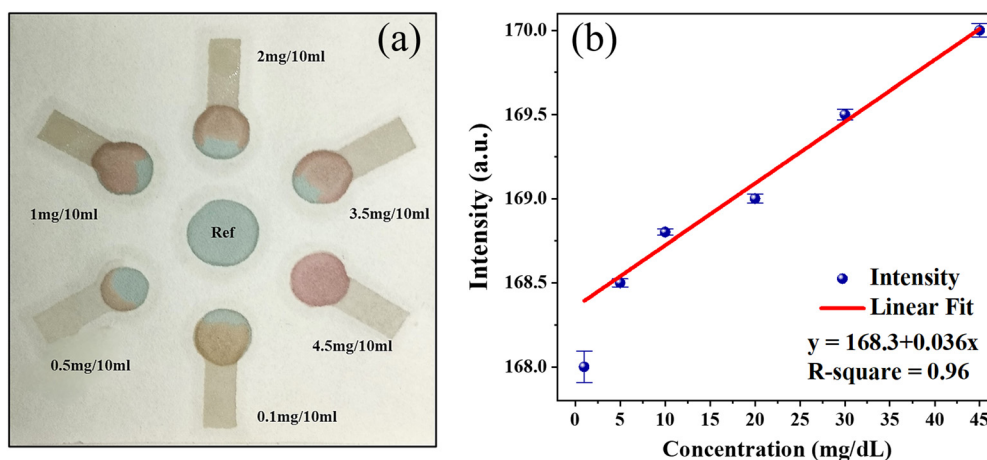 (a)
2mg/10ml
1mg/10ml
3.5mg/10ml
Ref
0.5mg/10ml
4.5mg/10ml
0.1mg/10ml
(b)
170.0
169.5
169.0
168.5
168.0
Intensity (a.u.)
Intensity
Linear Fit
y = 168.3+0.036x
R-square = 0.96
0 5 10 15 20 25 30 35 40 45
Concentration (mg/dL)